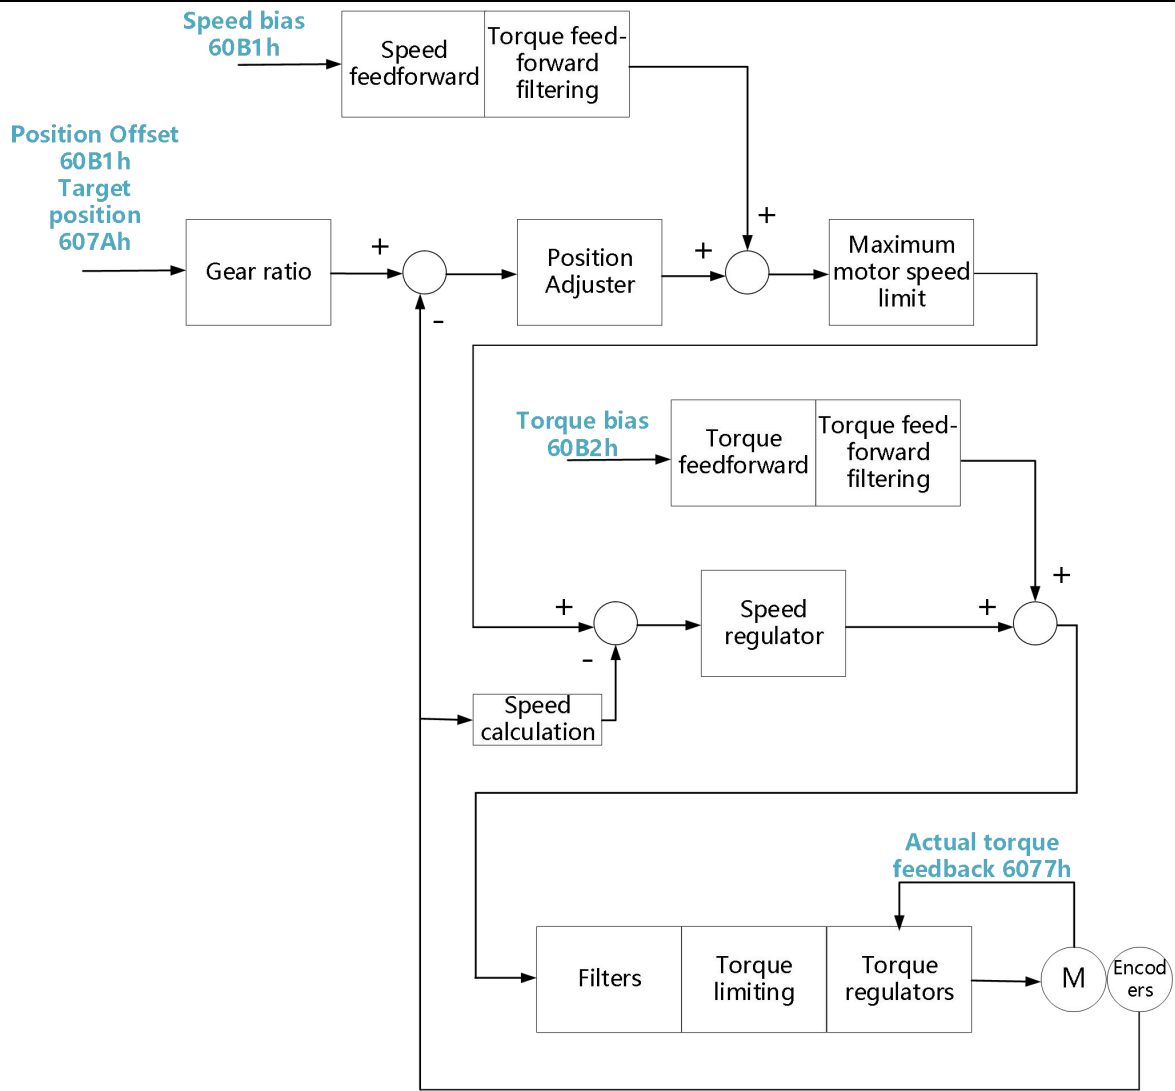 Speed bias
60B1h
Speed
feedforward
Torque feed-
forward
filtering
Position Offset
60B1h
Target
position
607Ah
Gear ratio
+
-
Position
Adjuster
+
+
Maximum
motor speed
limit
Torque bias
60B2h
Torque
feedforward
Torque feed-
forward
filtering
+
-
Speed
regulator
+
+
Speed
calculation
Actual torque
feedback 6077h
Filters
Torque
limiting
Torque
regulators
M
Encod
ers